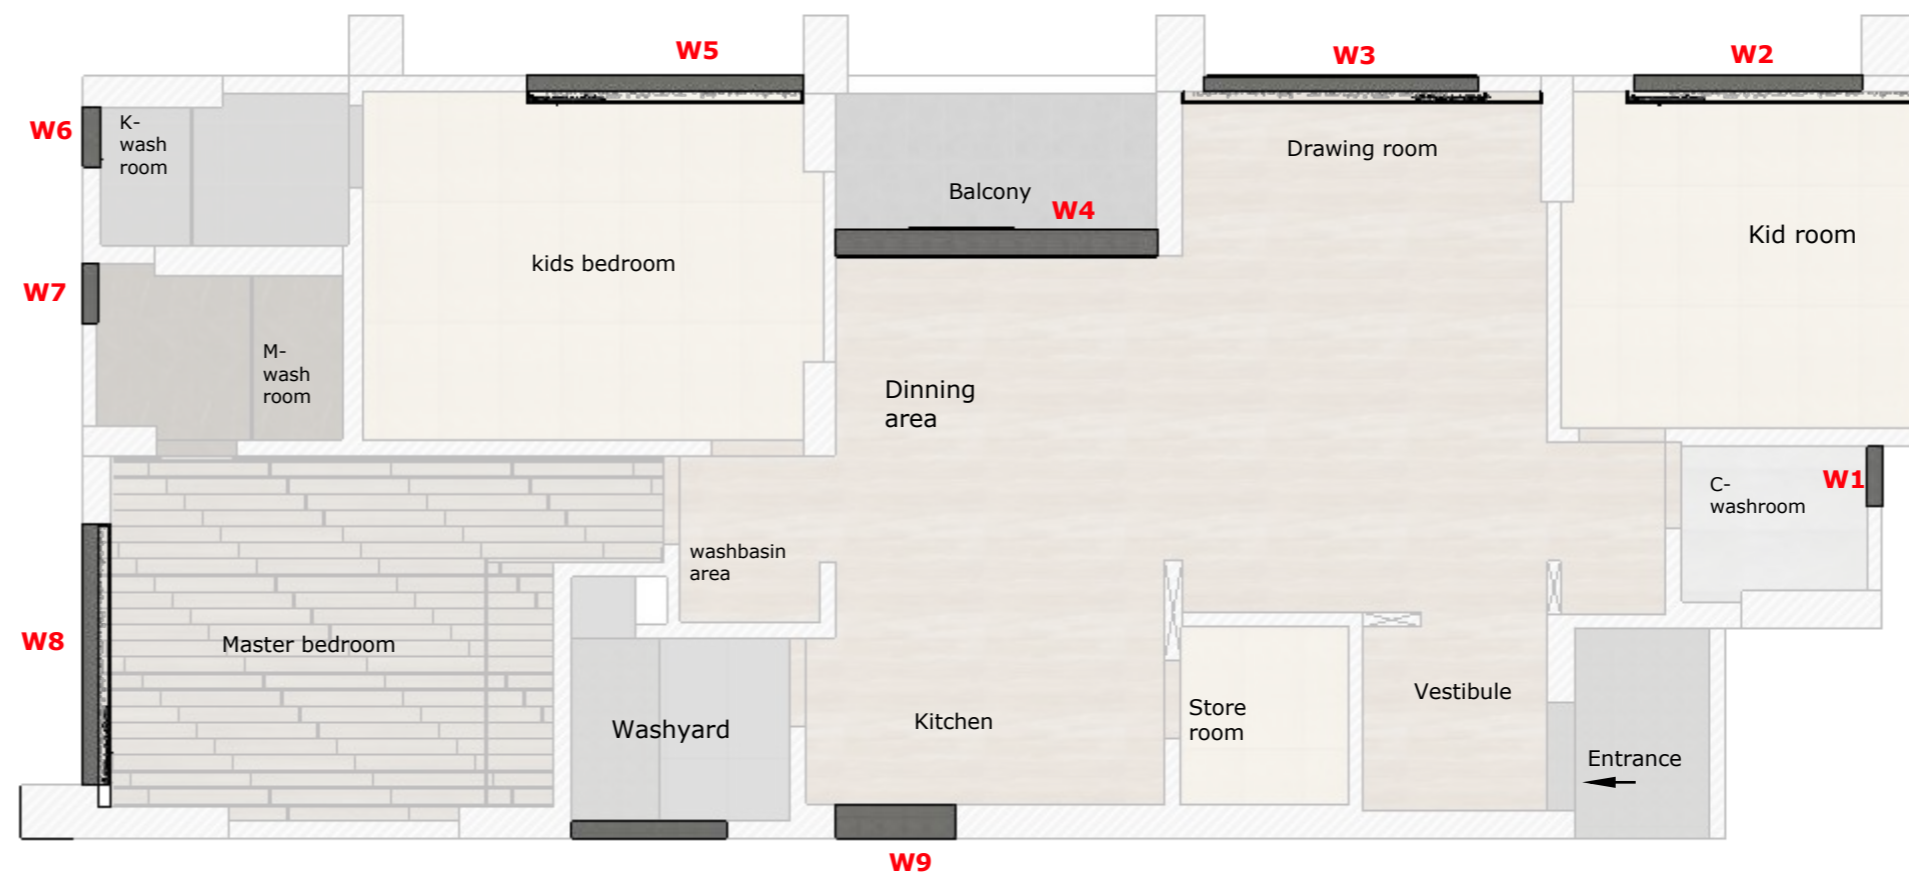 W5
W3
W2
W6
K-
wash
room
Drawing room
Balcony
W4
Kid room
kids bedroom
W7
M-
wash
room
Dinning
area
C-
washroom
W1
washbasin
area
W8
Master bedroom
Washyard
Kitchen
Store
room
Vestibule
Entrance
W9